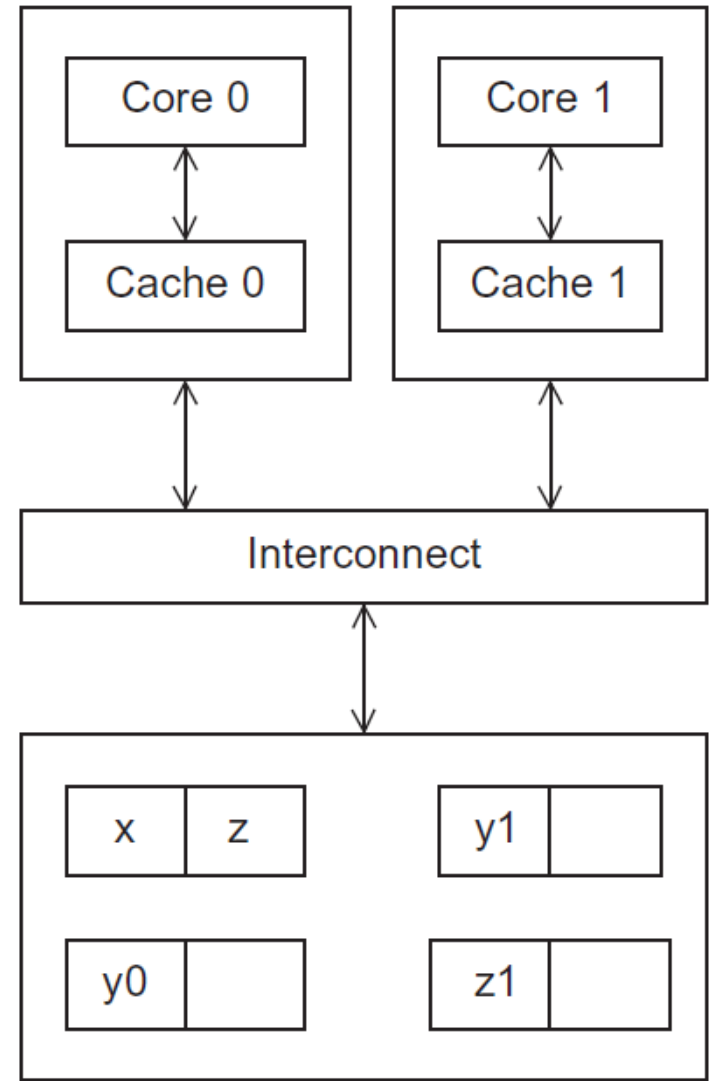 Core 0
Core 1
Cache 0
Cache 1
Interconnect
x z
y1
y0
z1